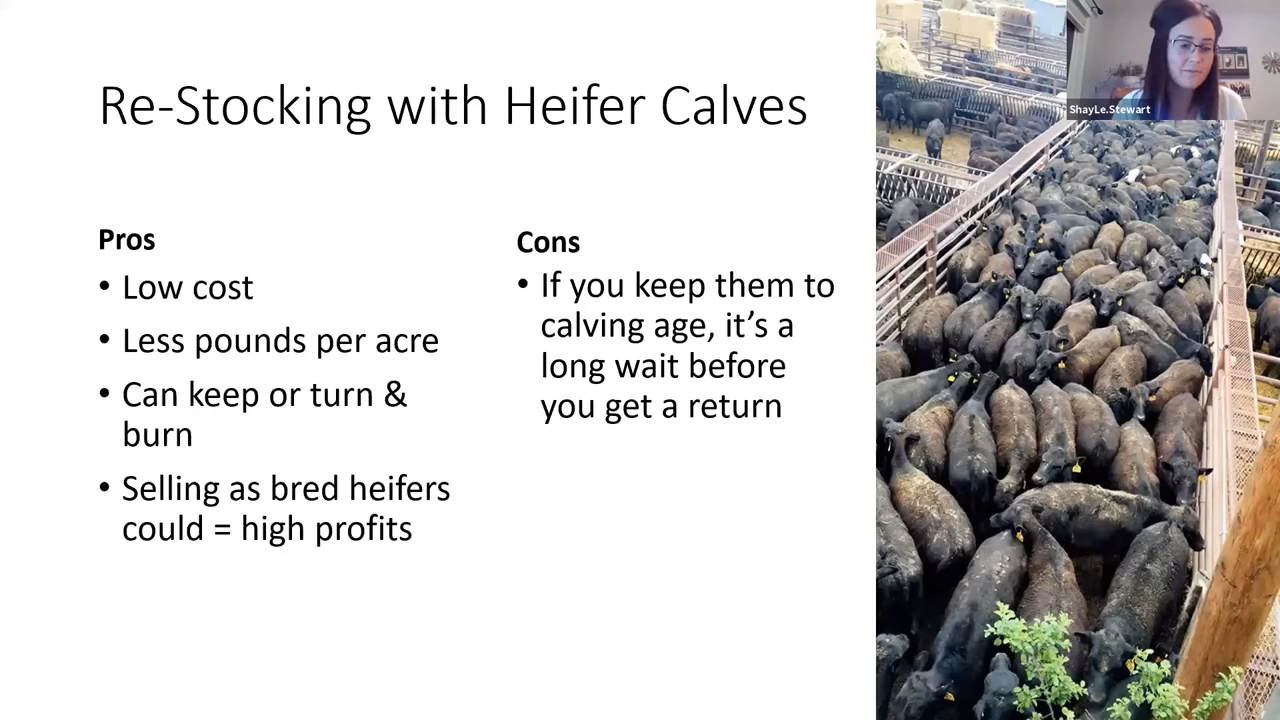 Re-Stocking with Heifer Calves
ShayLe.Stewart
Pros
• Low cost
• Less pounds per acre
• Can keep or turn &
burn
• Selling as bred heifers
could = high profits
Cons
• If you keep them to
calving age, it’s a
long wait before
you get a return